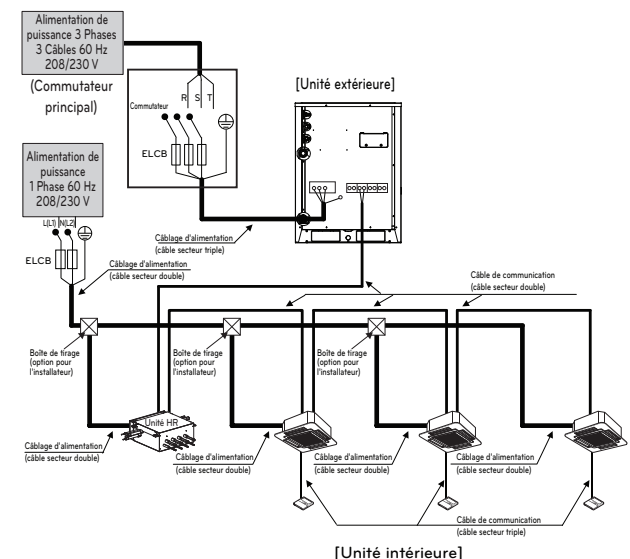 Alimentation de
puissance 3 Phases
3 Câbles 60 Hz
208/230 V
(Commutateur
principal)
R S T
Commutateur
ELCB
[Unité extérieure]
Alimentation de
puissance
1 Phase 60 Hz
208/230 V
L(L1) N(L2)
ELCB
Câblage d'alimentation
(câble secteur triple)
Câblage d'alimentation
(câble secteur double)
Câble de communication
(câble secteur double)
Boîte de tirage
(option pour
l'installateur)
Boîte de tirage
(option pour
l'installateur)
Boîte de tirage
(option pour
l'installateur)
Unité HR
Câblage d'alimentation
(câble secteur double)
Câblage d'alimentation
(câble secteur double)
Câblage d'alimentation
(câble secteur double)
Câblage d'alimentation
(câble secteur double)
Câble de communication
(câble secteur triple)
[Unité intérieure]